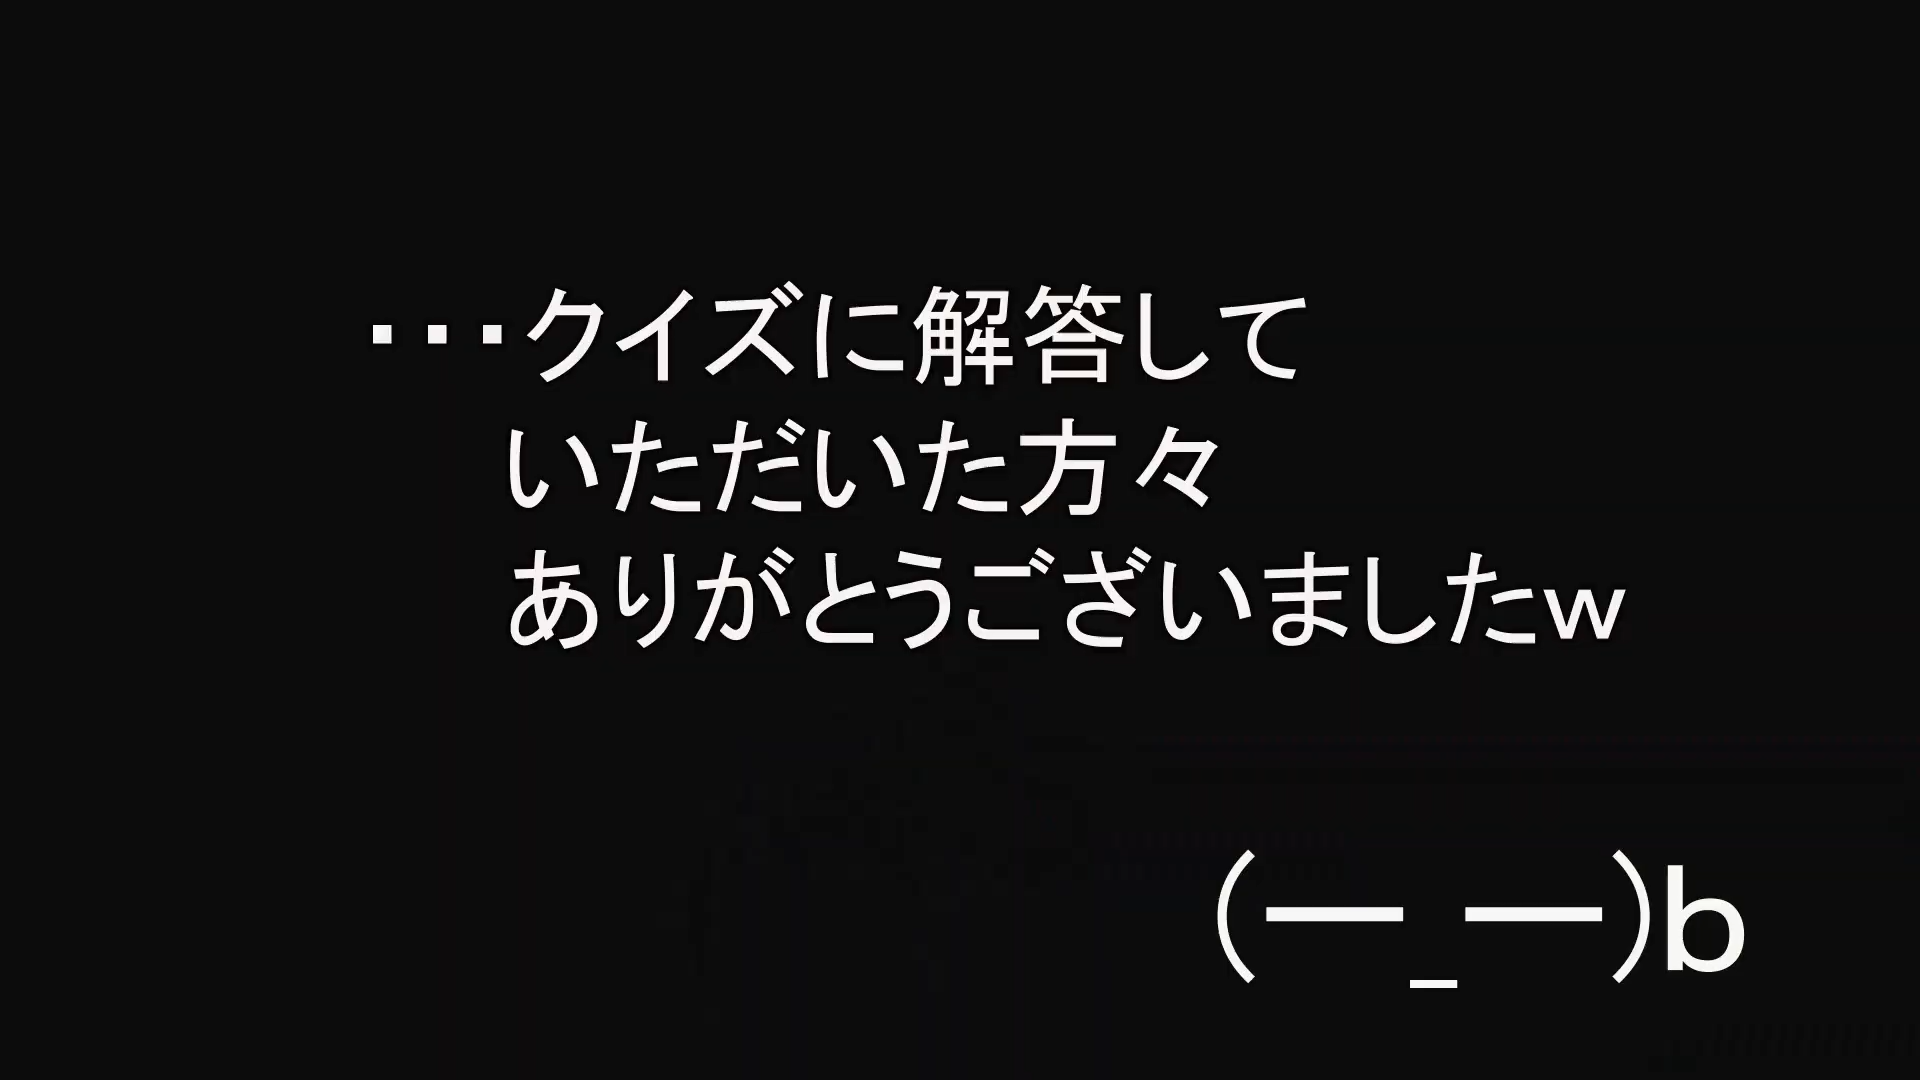 ・・・クイズに解答して
いただいた方々
ありがとうございましたw
(ー_ー)b